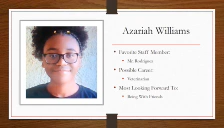 Azariah Williams
• Favorite Staff Member:
• Mr. Rodriguez
• Possible Career:
• Veterinarian
• Most Looking Forward To:
• Being With Friends